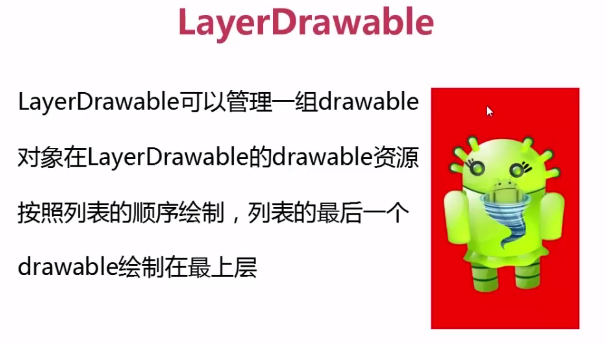 LayerDrawable
LayerDrawable可以管理一组drawable
对象在LayerDrawable的drawable资源
按照列表的顺序绘制，列表的最后一个
drawable绘制在最上层